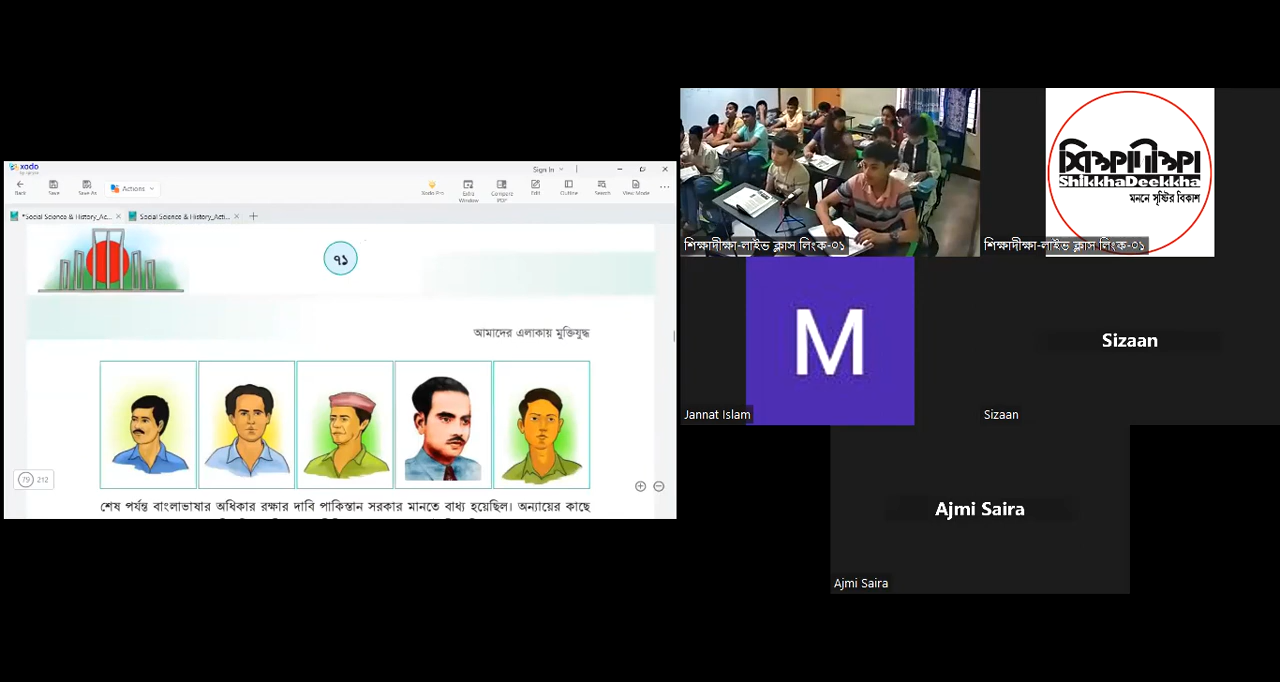 xodo
Sign In
Back
Save
Save As
Actions
Xodo Pro
Extra Window
Compare PDF
Edit
Outline
Search
View Mode
*Social Science & History_Ac...
Social Science & History_Acti...
৭১
আমাদের এলাকায় মুক্তিযুদ্ধ
79 212
শেষ পর্যন্ত বাংলাভাষার অধিকার রক্ষার দাবি পাকিস্তান সরকার মানতে বাধ্য হয়েছিল। অন্যায়ের কাছে
শিক্ষাদীক্ষা-লাইভ ক্লাস লিংক-০১
শিক্ষাদীক্ষা
ShikkhaDeekkha
মননে সৃষ্টির বিকাশ
শিক্ষাদীক্ষা-লাইভ ক্লাস লিংক-০১
M
Jannat Islam
Sizaan
Sizaan
Ajmi Saira
Ajmi Saira